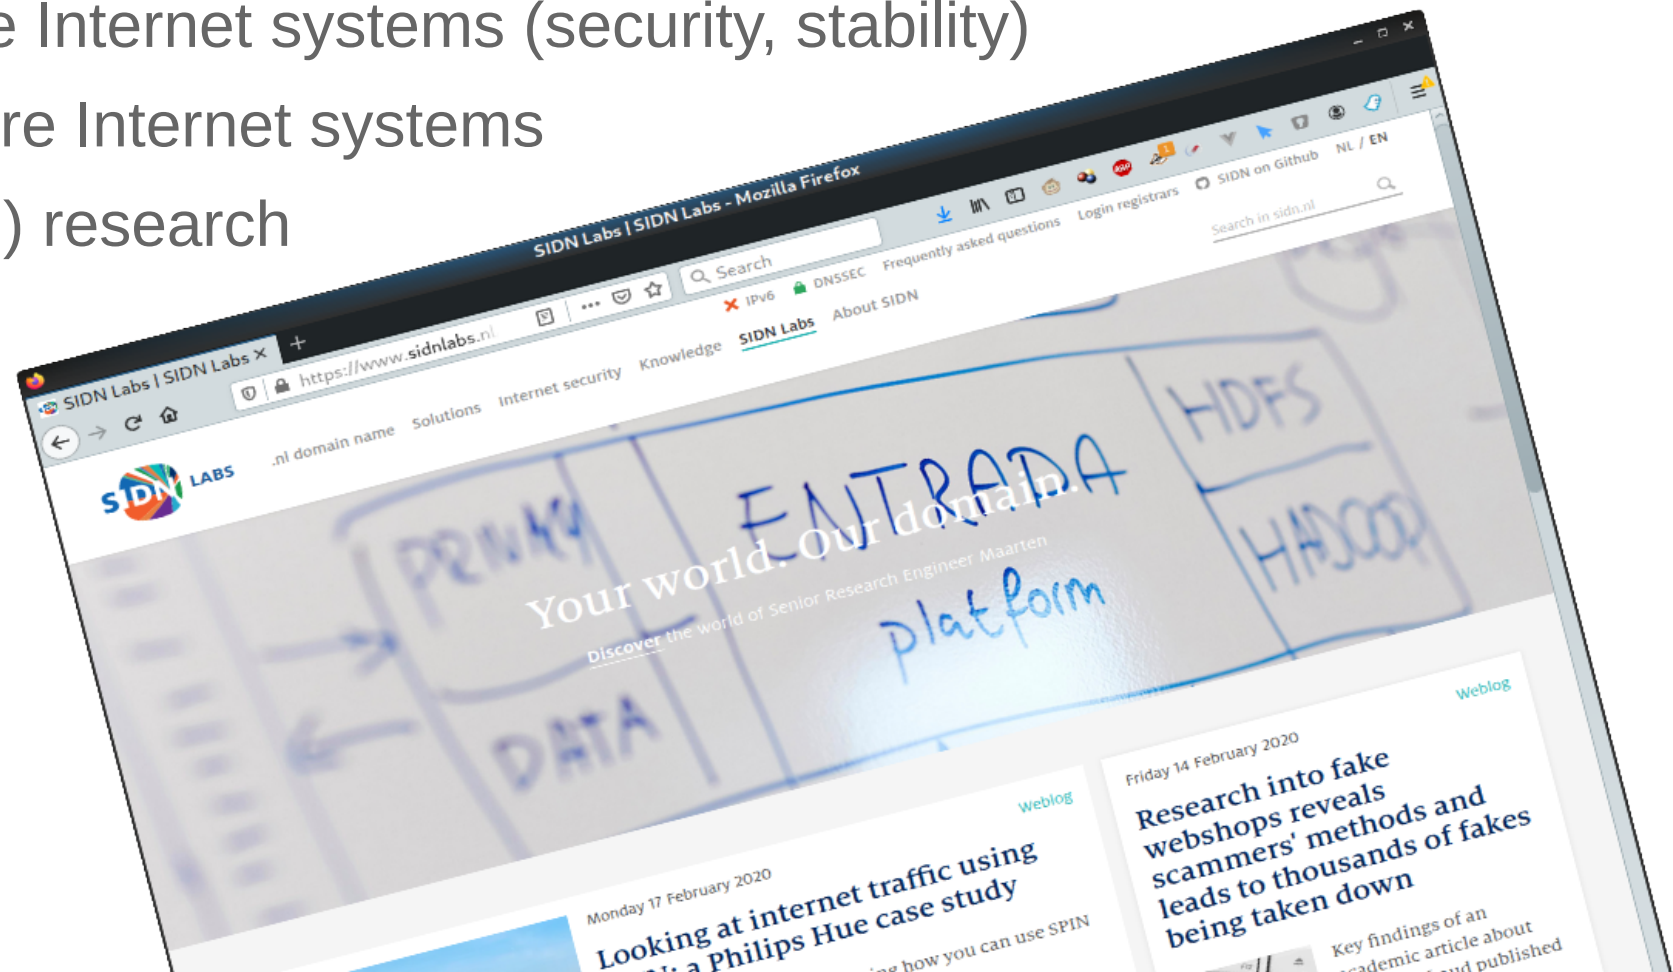 Internet systems (security, stability)
re Internet systems
) research
SIDN Labs | SIDN Labs - Mozilla Firefox
SIDN Labs | SIDN Labs
https://www.sidnlabs.nl
Search
IPv6 DNSSEC Frequently asked questions Login registrars SIDN on Github NL / EN
Search in sidn.nl
SIDN LABS
.nl domain name Solutions Internet security Knowledge SIDN Labs About SIDN
PRIVACY
ENTRADA
platform
HDFS
HADOOP
DATA
Your world. Our domain.
Discover the world of Senior Research Engineer Maarten
Weblog
Monday 17 February 2020
Looking at internet traffic using
a Philips Hue case study
how you can use SPIN
Weblog
Friday 14 February 2020
Research into fake
webshops reveals
scammers' methods and
leads to thousands of fakes
being taken down
Key findings of an
article about
published